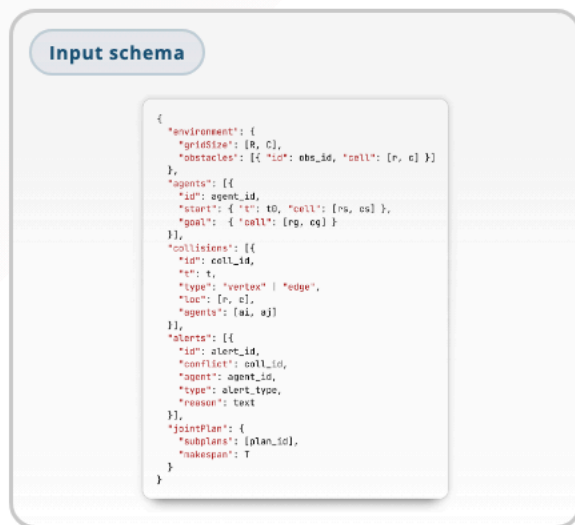 Input schema
{
"environment": {
"gridSize": [R, C],
"obstacles": [{ "id": obs_id, "cell": [r, c] }]
},
"agents": [{
"id": agent_id,
"start": { "t": t0, "cell": [rs, cs] },
"goal":  { "cell": [rg, cg] }
}],
"collisions": [{
"id": coll_id,
"t": t,
"type": "vertex" | "edge",
"loc": [r, c],
"agents": [ai, aj]
}],
"alerts": [{
"id": alert_id,
"conflict": coll_id,
"agent": agent_id,
"type": alert_type,
"reason": text
}],
"jointPlan": {
"subplans": [plan_id],
"makespan": T
}
}